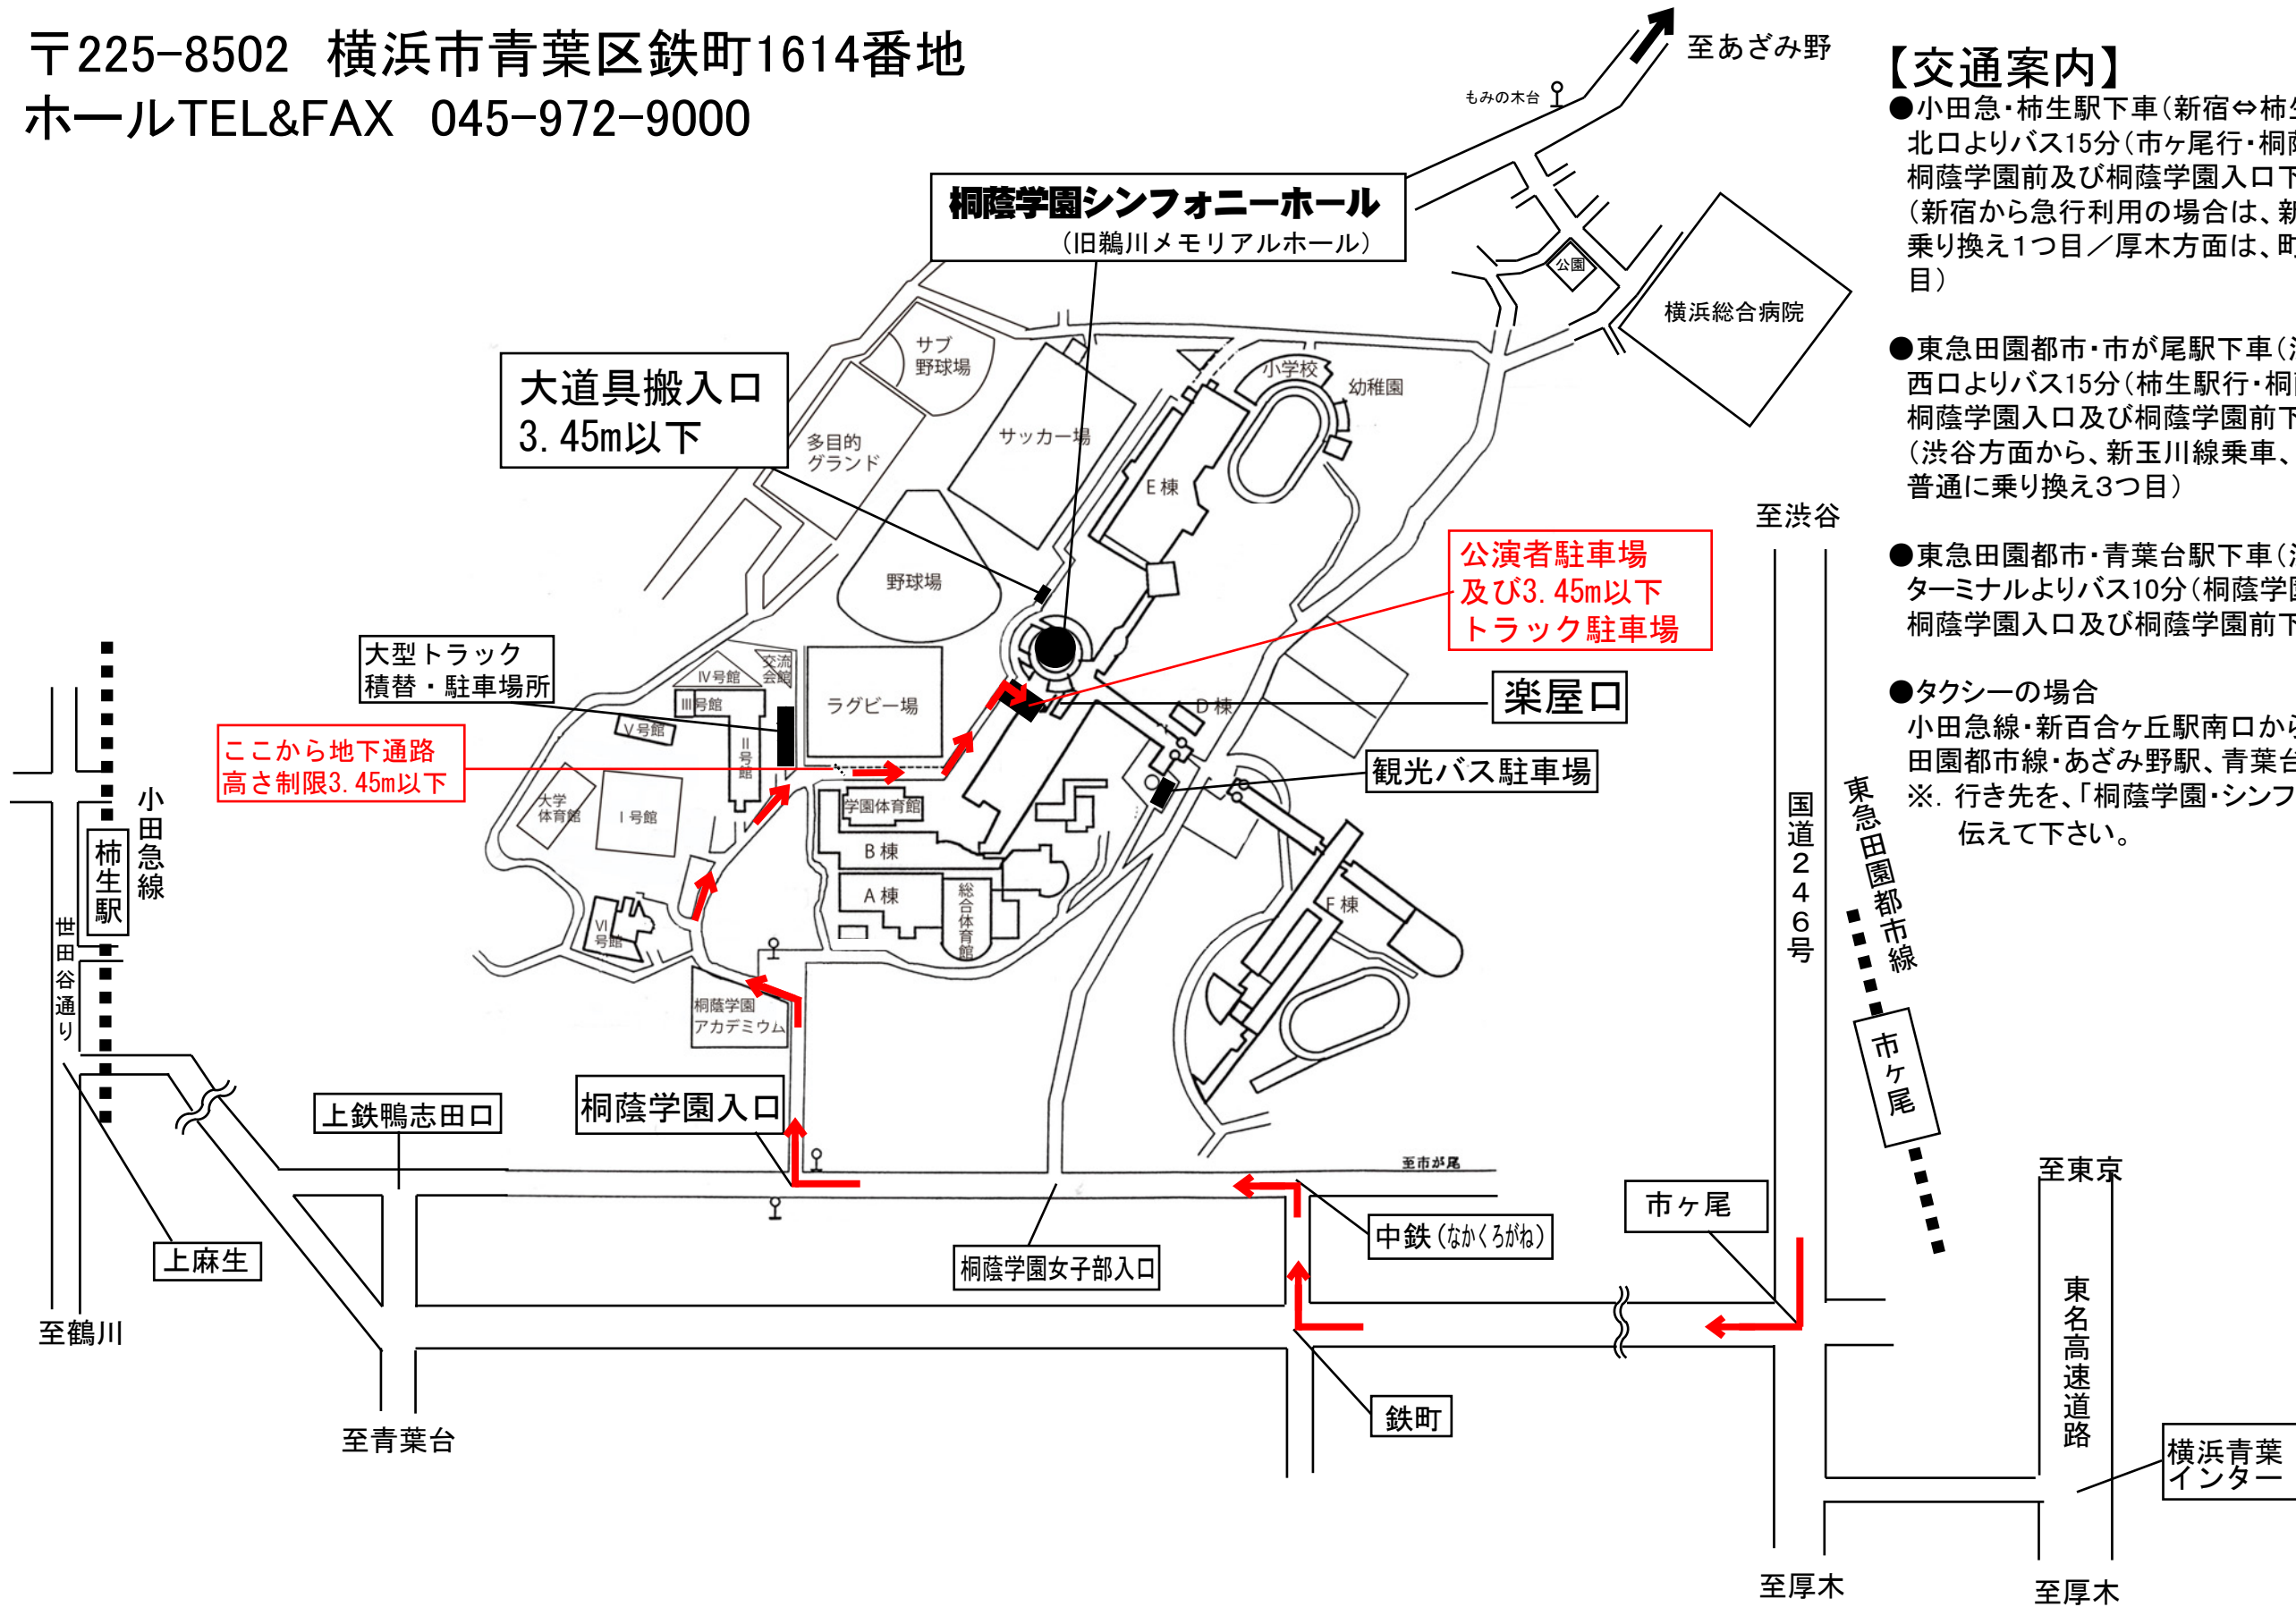 〒225-8502 横浜市青葉区鉄町1614番地
ホールTEL&FAX 045-972-9000
至あざみ野
もみの木台
桐蔭学園シンフォニーホール
（旧鵜川メモリアルホール）
公園
横浜総合病院
【交通案内】
●小田急・柿生駅下車（新宿⇔柿生
北口よりバス15分（市ヶ尾行・桐蔭
桐蔭学園前及び桐蔭学園入口下
（新宿から急行利用の場合は、新
乗り換え１つ目／厚木方面は、町
目）
●東急田園都市・市が尾駅下車（渋
西口よりバス15分（柿生駅行・桐蔭
桐蔭学園入口及び桐蔭学園前下
（渋谷方面から、新玉川線乗車、
普通に乗り換え３つ目）
●東急田園都市・青葉台駅下車（渋
ターミナルよりバス10分（桐蔭学園
桐蔭学園入口及び桐蔭学園前下
●タクシーの場合
小田急線・新百合ヶ丘駅南口から
田園都市線・あざみ野駅、青葉台
※．行き先を、「桐蔭学園・シンフ
伝えて下さい。
大道具搬入口
3.45m以下
サブ
野球場
多目的
グランド
サッカー場
小学校
幼稚園
E 棟
野球場
公演者駐車場
及び3.45m以下
トラック駐車場
至渋谷
大型トラック
積替・駐車場所
Ⅳ号館
交流
会館
Ⅲ号館
Ⅴ号館
Ⅱ号館
ラグビー場
D 棟
楽屋口
ここから地下通路
高さ制限3.45m以下
観光バス駐車場
大学
体育館
Ⅰ号館
学園体育館
B 棟
A 棟
総合体育館
F 棟
Ⅵ
号館
桐蔭学園
アカデミウム
小田急線
柿生駅
世田谷通り
国道２４６号
東急田園都市線
市ヶ尾
上鉄鴨志田口
桐蔭学園入口
至市が尾
至東京
市ヶ尾
中鉄（なかくろがね）
上麻生
桐蔭学園女子部入口
至鶴川
東名高速道路
鉄町
至青葉台
横浜青葉
インター
至厚木
至厚木